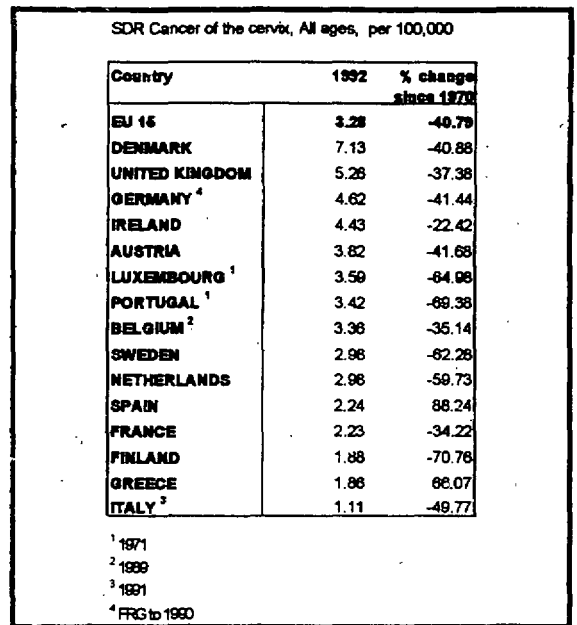 SDR Cancer of the cervix, All ages, per 100,000
Country 1992 % change
since 1970
EU 15 3.28 -40.79
DENMARK 7.13 -40.88
UNITED KINGDOM 5.26 -37.38
GERMANY 4 4.62 -41.44
IRELAND 4.43 -22.42
AUSTRIA 3.82 -41.68
LUXEMBOURG 1 3.59 -64.98
PORTUGAL 1 3.42 -69.38
BELGIUM 2 3.36 -35.14
SWEDEN 2.96 -62.28
NETHERLANDS 2.96 -59.73
SPAIN 2.24 88.24
FRANCE 2.23 -34.22
FINLAND 1.88 -70.76
GREECE 1.86 66.07
ITALY 3 1.11 -49.77
1 1971
2 1989
3 1991
4 FRG to 1990